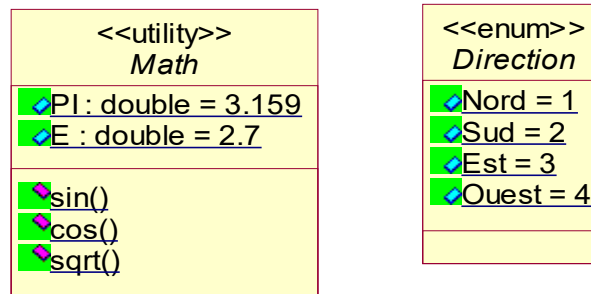 <<utility>>
Math
PI : double = 3.159
E : double = 2.7
sin()
cos()
sqrt()
<<enum>>
Direction
Nord = 1
Sud = 2
Est = 3
Ouest = 4